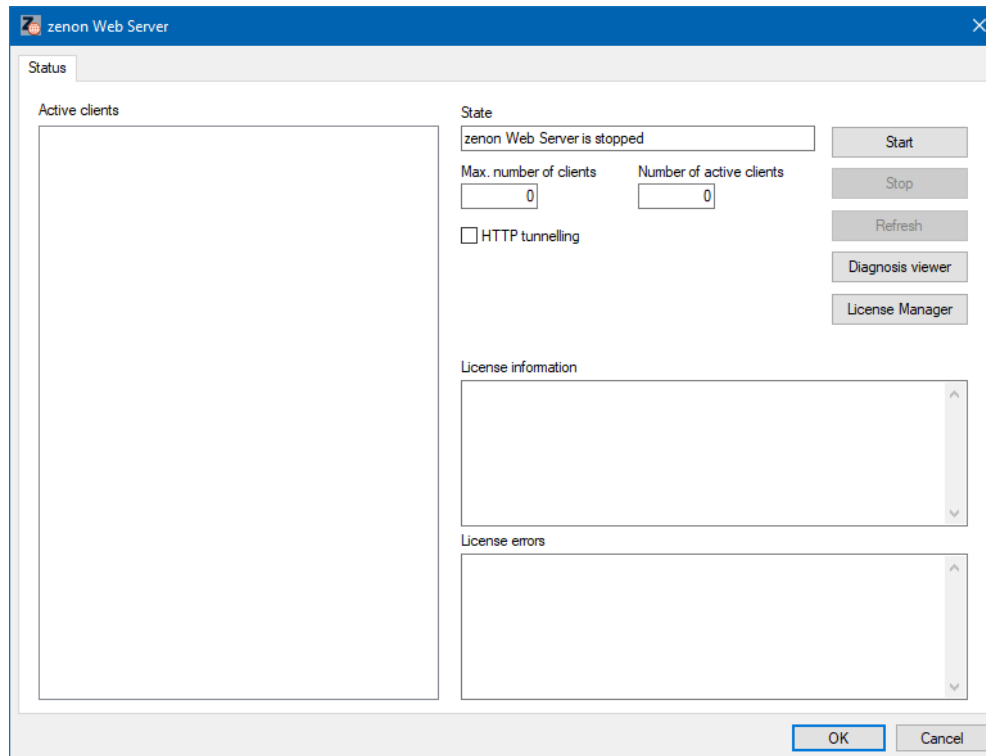 zenon Web Server
Status
Active clients
State
zenon Web Server is stopped
Start
Max. number of clients
Number of active clients
0
0
Stop
HTTP tunnelling
Refresh
Diagnosis viewer
License Manager
License information
License errors
OK
Cancel